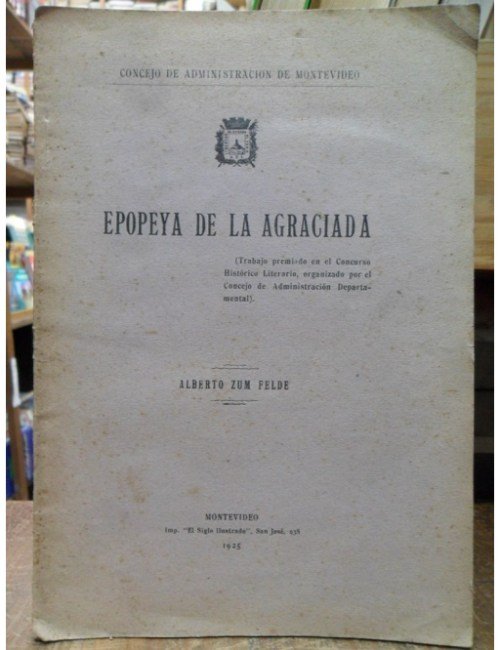 CONCEJO DE ADMINISTRACION DE MONTEVIDEO
EPOPEYA DE LA AGRACIADA
(Trabajo premiado en el Concurso
Histórico Literario, organizado por el
Concejo de Administración Departa-
mental).
ALBERTO ZUM FELDE
MONTEVIDEO
Imp. "El Siglo Ilustrado", San José, 938
1925